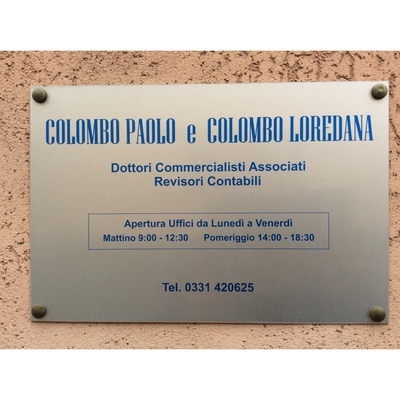 COLOMBO PAOLO e COLOMBO LOREDANA
Dottori Commercialisti Associati
Revisori Contabili
Apertura Uffici da Lunedì a Venerdì
Mattino 9:00 - 12:30 Pomeriggio 14:00 - 18:30
Tel. 0331 420625